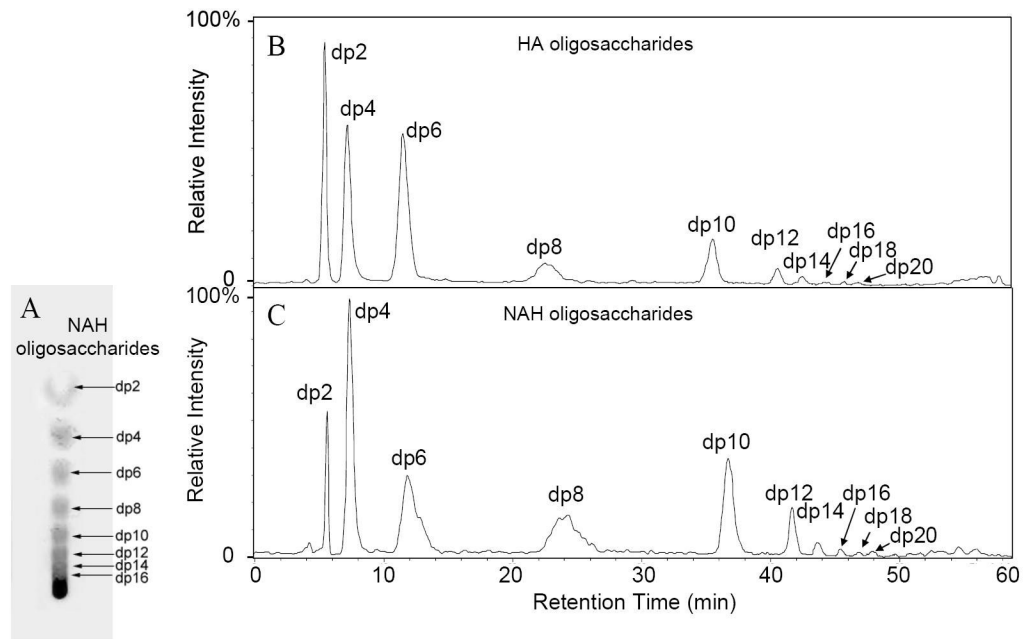 A
NAH
oligosaccharides
dp2
dp4
dp6
dp8
dp10
dp12
dp14
dp16
100%
B
HA oligosaccharides
Relative Intensity
dp2
dp4
dp6
dp8
dp10
dp12
dp14
dp16
dp18
dp20
0
100%
C
NAH oligosaccharides
Relative Intensity
dp2
dp4
dp6
dp8
dp10
dp12
dp14
dp16
dp18
dp20
0
0 10 20 30 40 50 60
Retention Time (min)